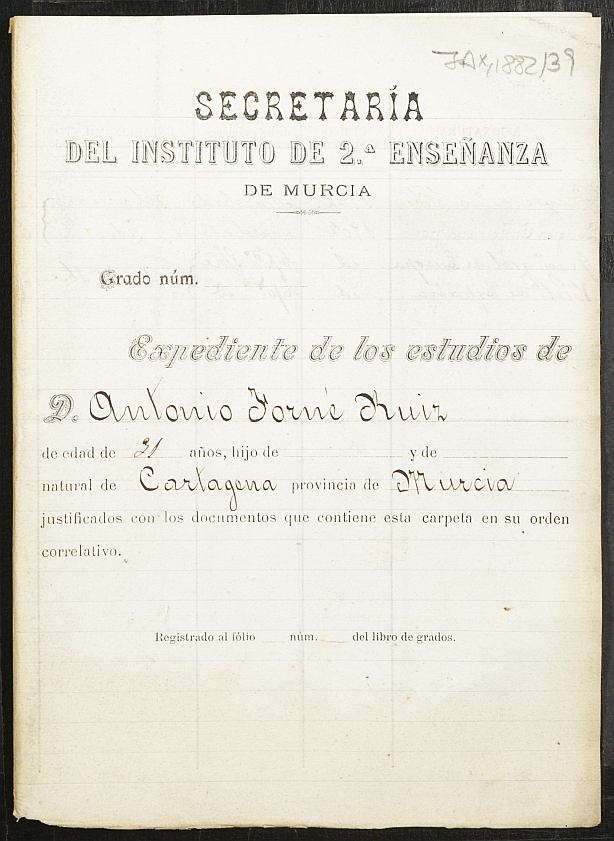 JAX,1882/39
SECRETARÍA
DEL INSTITUTO DE 2.ª ENSEÑANZA
DE MURCIA
Grado núm.
Expediente de los estudios de
D. Antonio Forné Ruiz
de edad de 21 años, hijo de y de
natural de Cartagena provincia de Murcia
justificados con los documentos que contiene esta carpeta en su orden
correlativo.
Registrado al fólio núm. del libro de grados.